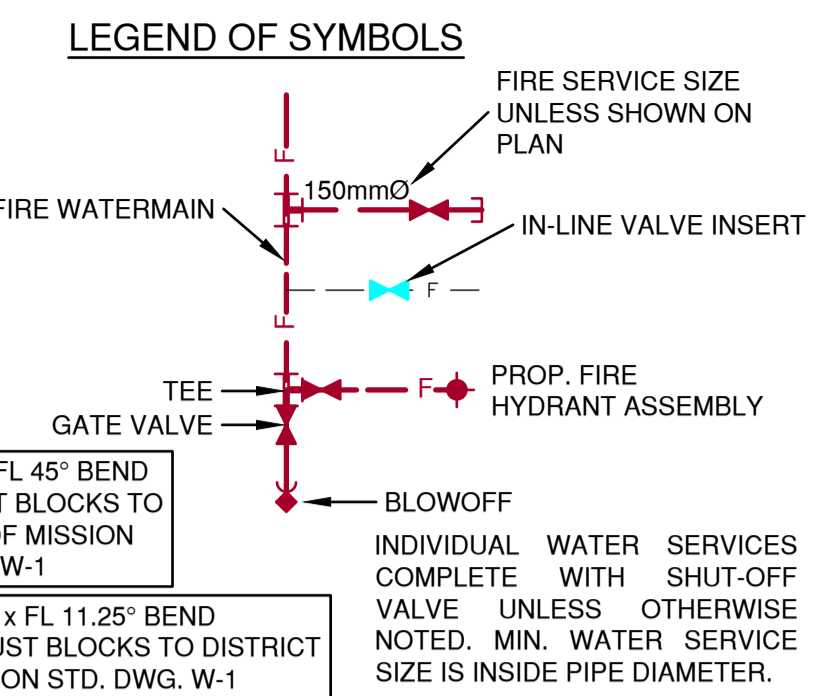 LEGEND OF SYMBOLS
FIRE SERVICE SIZE
UNLESS SHOWN ON
PLAN
F
150mmØ
FIRE WATERMAIN
IN-LINE VALVE INSERT
F
F
TEE
F
PROP. FIRE
HYDRANT ASSEMBLY
GATE VALVE
FL 45° BEND
BLOCKS TO
OF MISSION
W-1
BLOWOFF
INDIVIDUAL WATER SERVICES
COMPLETE WITH SHUT-OFF
VALVE UNLESS OTHERWISE
NOTED. MIN. WATER SERVICE
SIZE IS INSIDE PIPE DIAMETER.
x FL 11.25° BEND
UST BLOCKS TO DISTRICT
ON STD. DWG. W-1